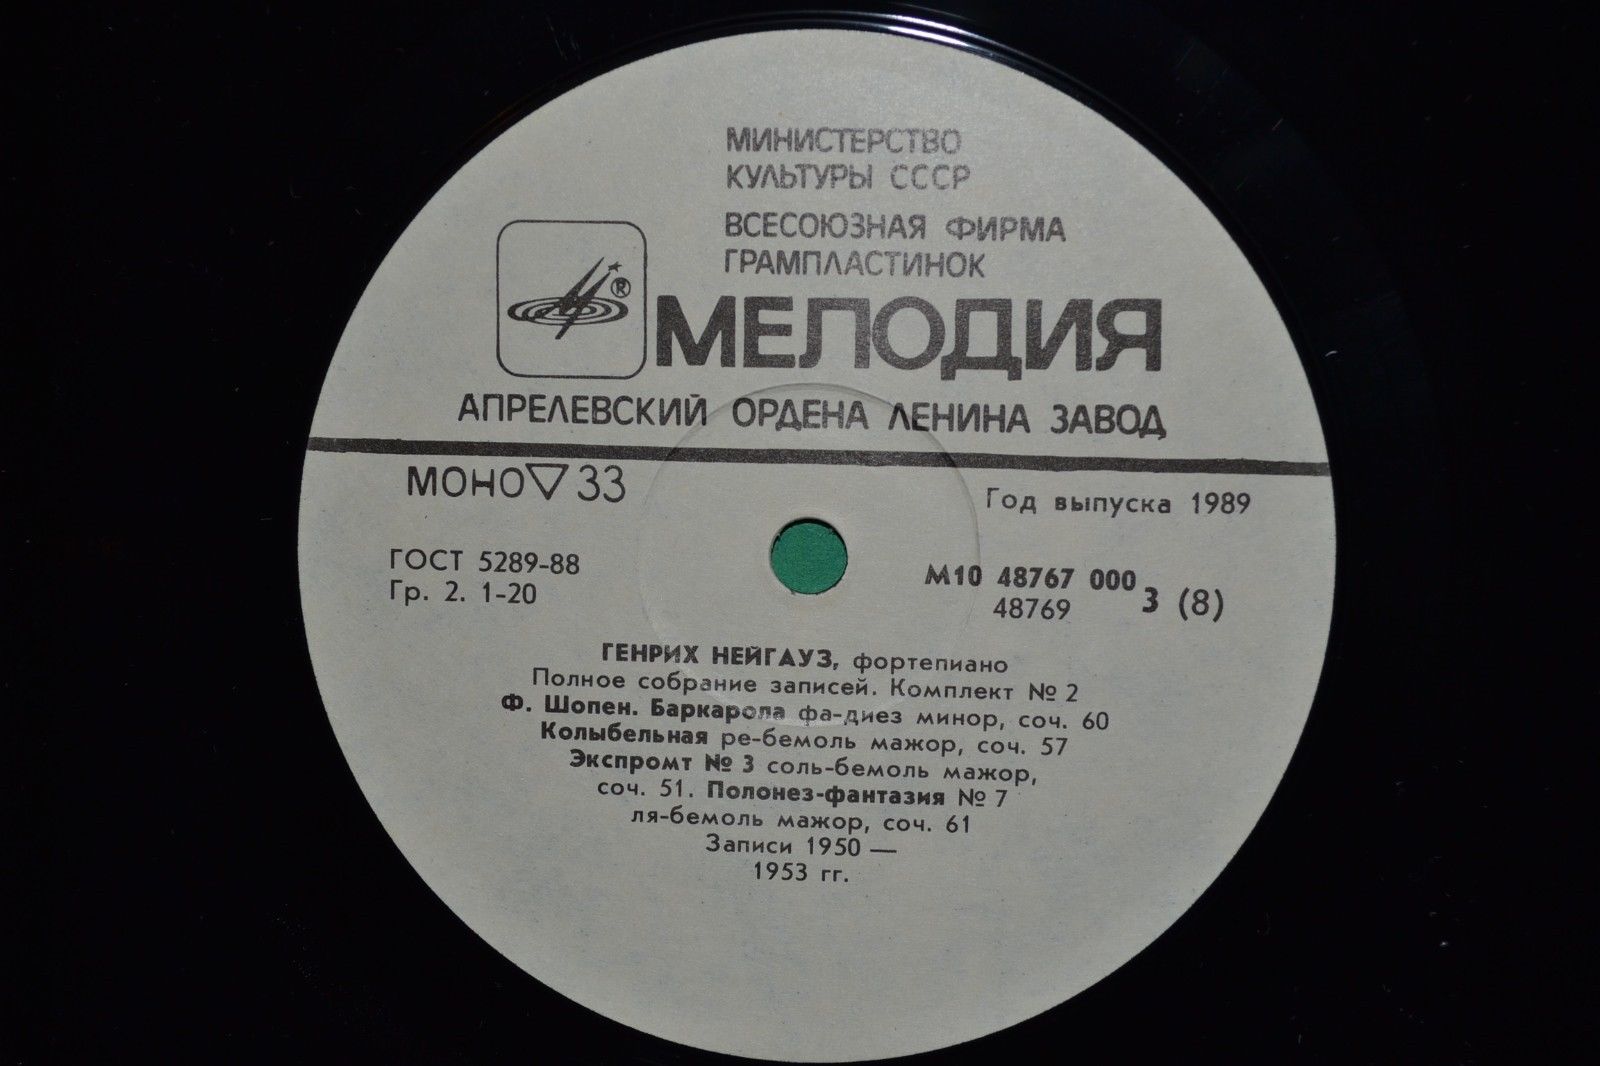 МИНИСТЕРСТВО
КУЛЬТУРЫ СССР
ВСЕСОЮЗНАЯ ФИРМА
ГРАМПЛАСТИНОК
®
МЕЛОДИЯ
АПРЕЛЕВСКИЙ ОРДЕНА ЛЕНИНА ЗАВОД
МОНО▽33
Год выпуска 1989
ГОСТ 5289-88
Гр. 2. 1-20
М10 48767 000
48769 3 (8)
ГЕНРИХ НЕЙГАУЗ, фортепиано
Полное собрание записей. Комплект № 2
Ф. Шопен. Баркарола фа-диез минор, соч. 60
Колыбельная ре-бемоль мажор, соч. 57
Экспромт № 3 соль-бемоль мажор,
соч. 51. Полонез-фантазия № 7
ля-бемоль мажор, соч. 61
Записи 1950 —
1953 гг.